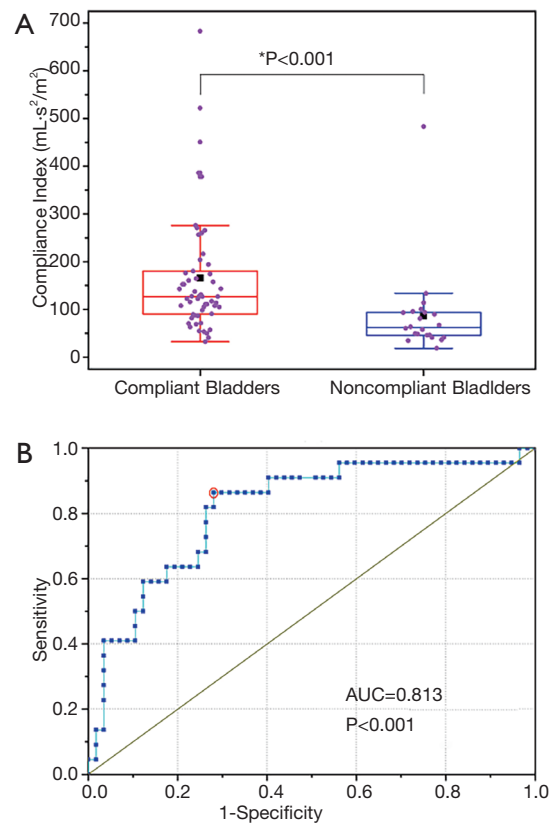 A
700
600
500
400
300
200
100
0
Compliance Index (mL·s²/m²)
*P<0.001
Compliant Bladders
Noncompliant Bladlders
B
1.0
0.8
0.6
0.4
0.2
0.0
Sensitivity
AUC=0.813
P<0.001
0.0 0.2 0.4 0.6 0.8 1.0
1-Specificity